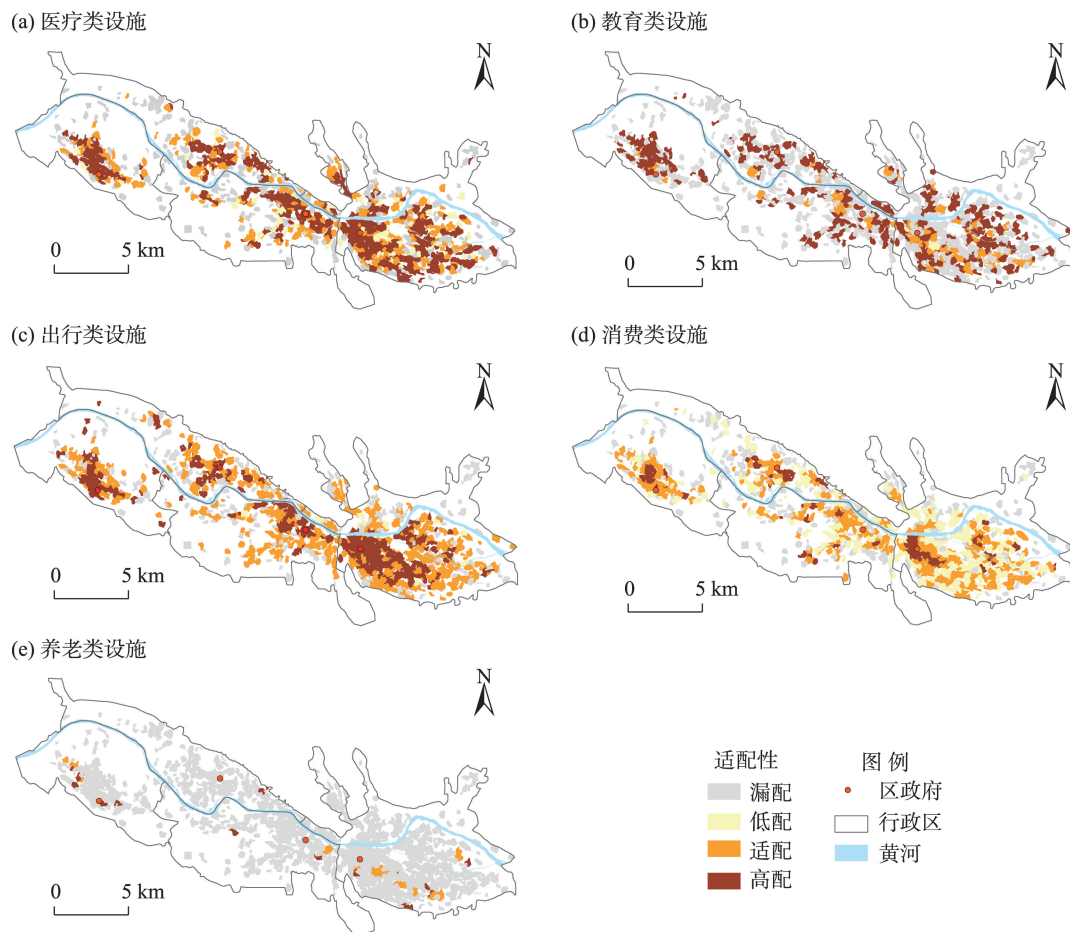 (a) 医疗类设施
(b) 教育类设施
N
N
0 5 km
0 5 km
(c) 出行类设施
(d) 消费类设施
N
N
0 5 km
0 5 km
(e) 养老类设施
N
0 5 km
适配性
图 例
漏配
区政府
低配
行政区
适配
黄河
高配